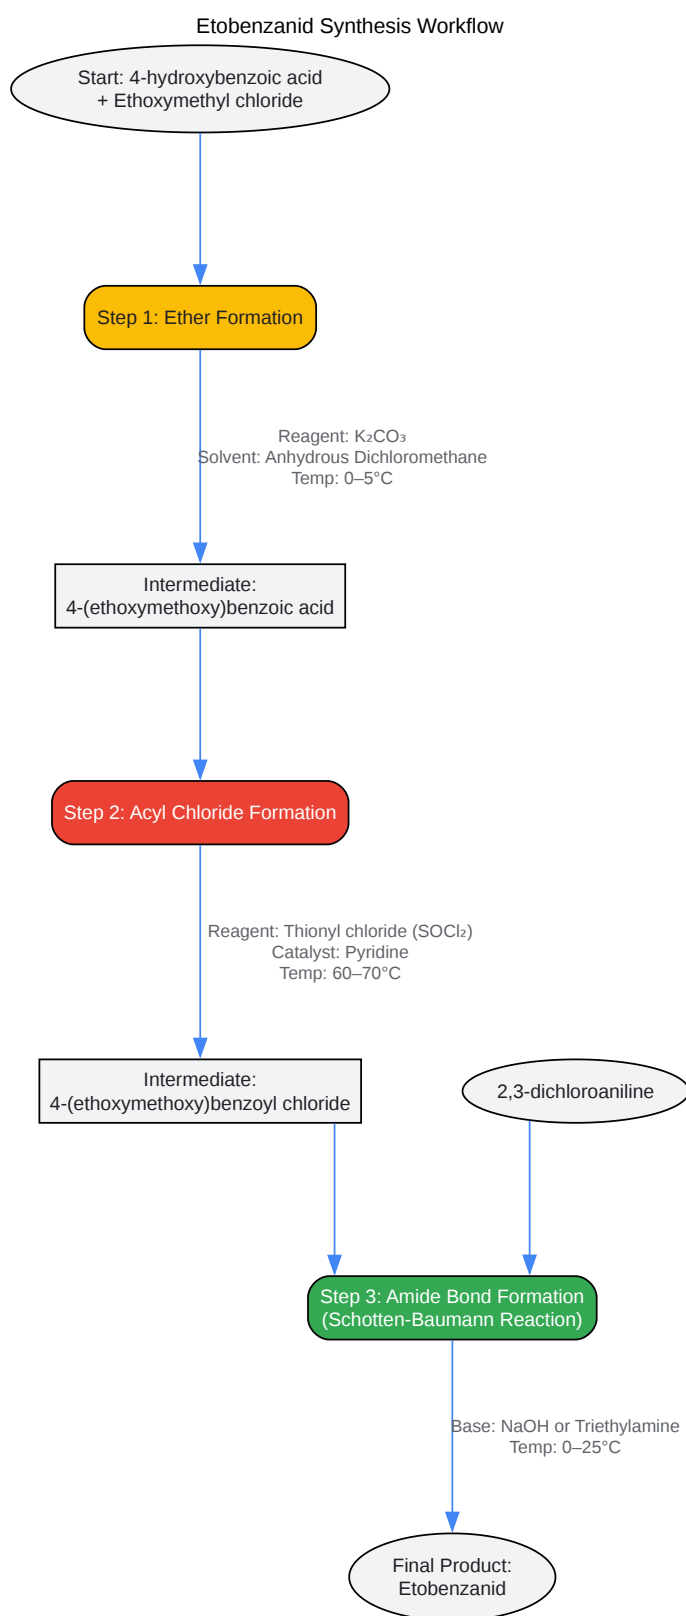 Etobenzanid Synthesis Workflow
Start: 4-hydroxybenzoic acid
+ Ethoxymethyl chloride
Step 1: Ether Formation
Reagent: K₂CO₃
Solvent: Anhydrous Dichloromethane
Temp: 0–5°C
Intermediate:
4-(ethoxymethoxy)benzoic acid
Step 2: Acyl Chloride Formation
Reagent: Thionyl chloride (SOCl₂)
Catalyst: Pyridine
Temp: 60–70°C
Intermediate:
4-(ethoxymethoxy)benzoyl chloride
2,3-dichloroaniline
Step 3: Amide Bond Formation
(Schotten-Baumann Reaction)
Base: NaOH or Triethylamine
Temp: 0–25°C
Final Product:
Etobenzanid